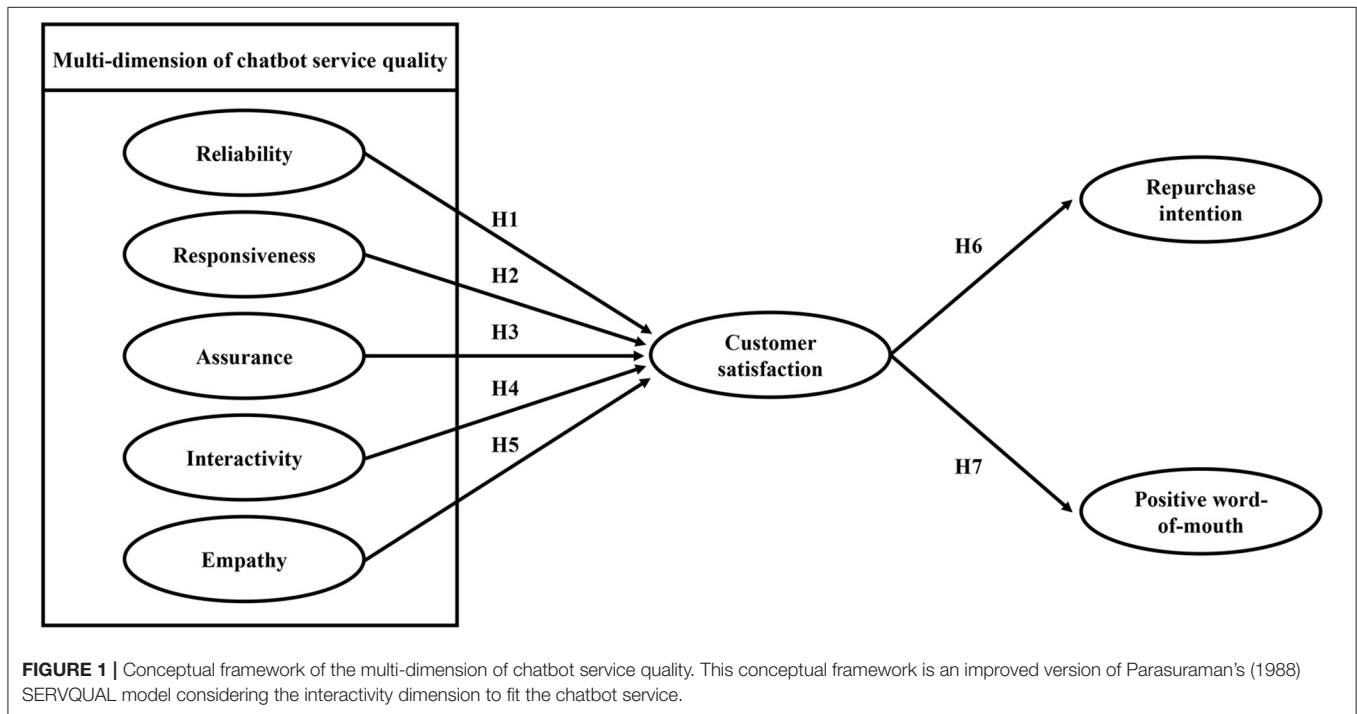 Multi-dimension of chatbot service quality
Reliability
Responsiveness
Assurance
Interactivity
Empathy
H1
H2
H3
H4
H5
Customer
satisfaction
H6
H7
Repurchase
intention
Positive word-
of-mouth
FIGURE 1 | Conceptual framework of the multi-dimension of chatbot service quality. This conceptual framework is an improved version of Parasuraman's (1988)
SERVQUAL model considering the interactivity dimension to fit the chatbot service.